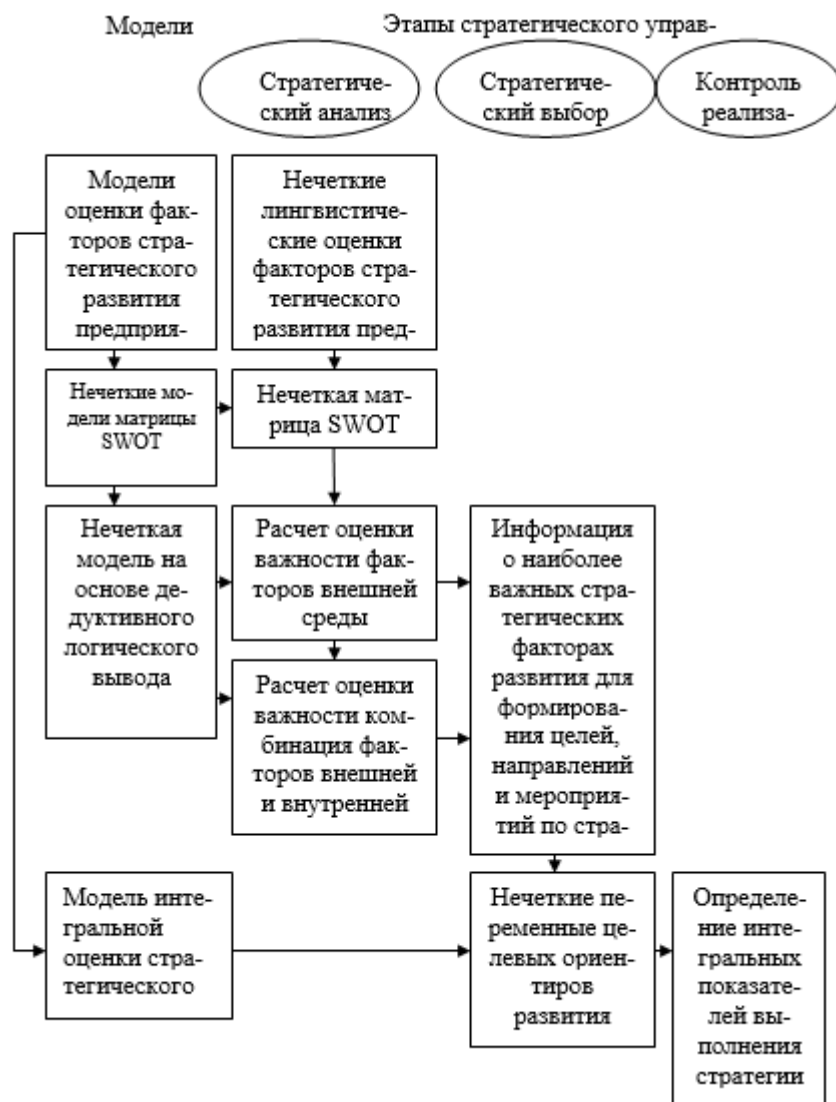 Модели
Этапы стратегического управ-
Стратегиче-
ский анализ
Стратегиче-
ский выбор
Контроль
реализа-
Модели
оценки фак-
торов стра-
тегического
развития
предприя-
Нечеткие
лингвистиче-
ские оценки
факторов стра-
тегического
развития пред-
Нечеткие мо-
дели матрицы
SWOT
Нечеткая мат-
рица SWOT
Нечеткая
модель на
основе де-
дуктивного
логического
вывода
Расчет оценки
важности фак-
торов внешней
среды
Информация
о наиболее
важных стра-
тегических
факторах
развития для
формирова-
ния целей,
направлений
и мероприя-
тий по стра-
Расчет оценки
важности ком-
бинация фак-
торов внешней
и внутренней
Модель инте-
гральной
оценки стра-
тегического
Нечеткие пе-
ременные це-
левых ориен-
тиров
развития
Определе-
ние инте-
гральных
показате-
лей вы-
полнения
стратегии